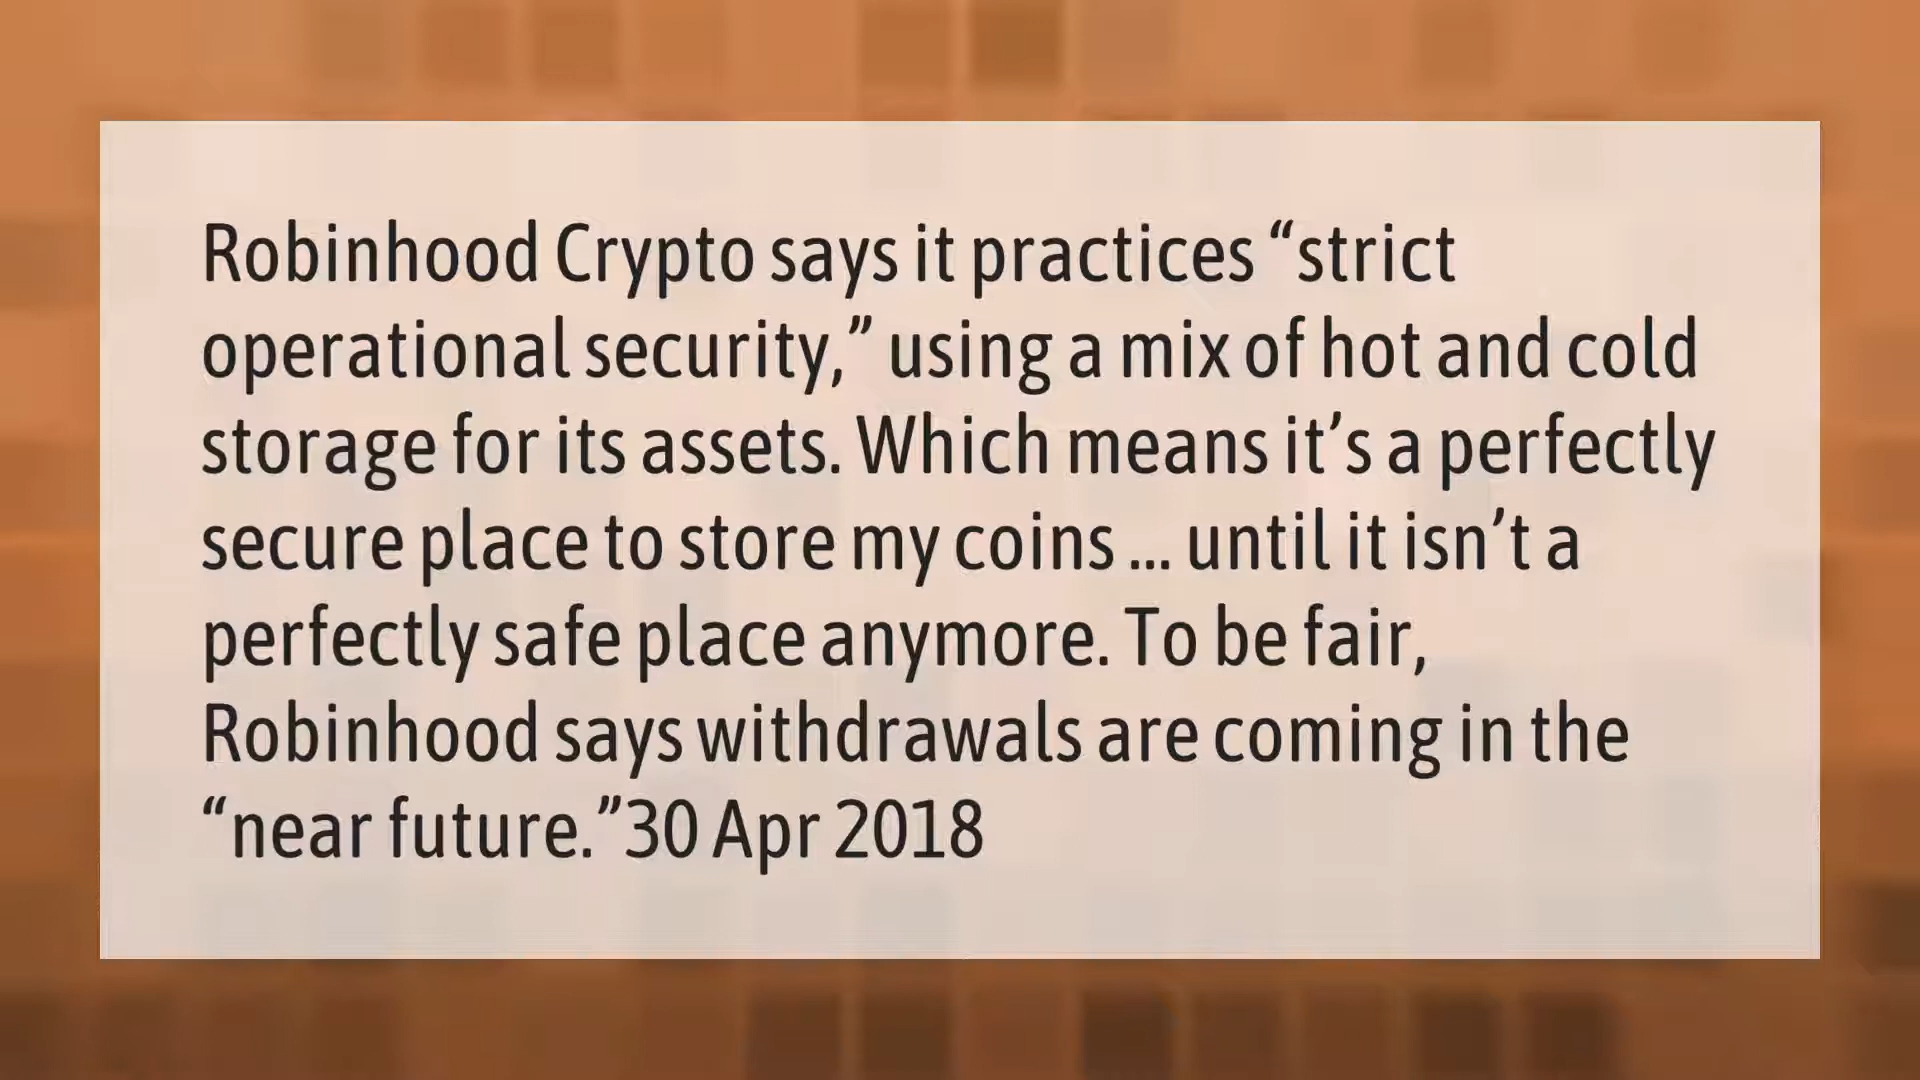 Robinhood Crypto says it practices “strict
operational security,” using a mix of hot and cold
storage for its assets. Which means it’s a perfectly
secure place to store my coins ... until it isn’t a
perfectly safe place anymore. To be fair,
Robinhood says withdrawals are coming in the
“near future.”30 Apr 2018